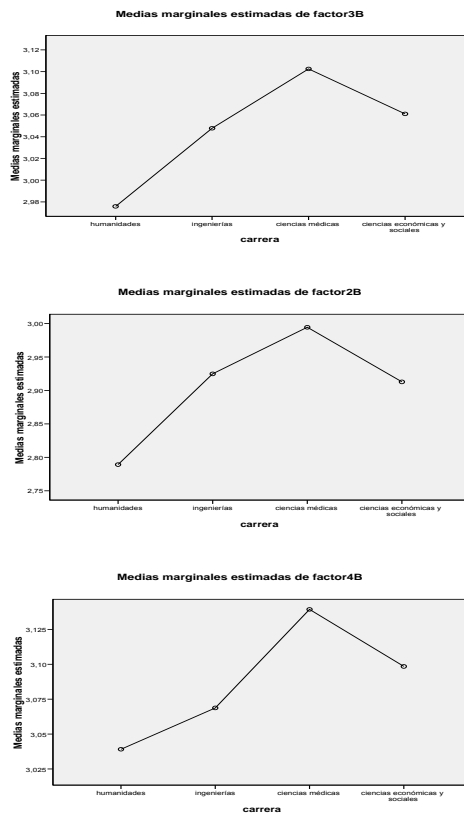 Medias marginales estimadas de factor3B
Medias marginales estimadas
3,12
3,10
3,08
3,06
3,04
3,02
3,00
2,98
humanidades ingenierías ciencias médicas ciencias económicas y
sociales
carrera
Medias marginales estimadas de factor2B
Medias marginales estimadas
3,00
2,95
2,90
2,85
2,80
2,75
humanidades ingenierías ciencias médicas ciencias económicas y
sociales
carrera
Medias marginales estimadas de factor4B
Medias marginales estimadas
3,125
3,10
3,075
3,05
3,025
humanidades ingenierías ciencias médicas ciencias económicas y
sociales
carrera